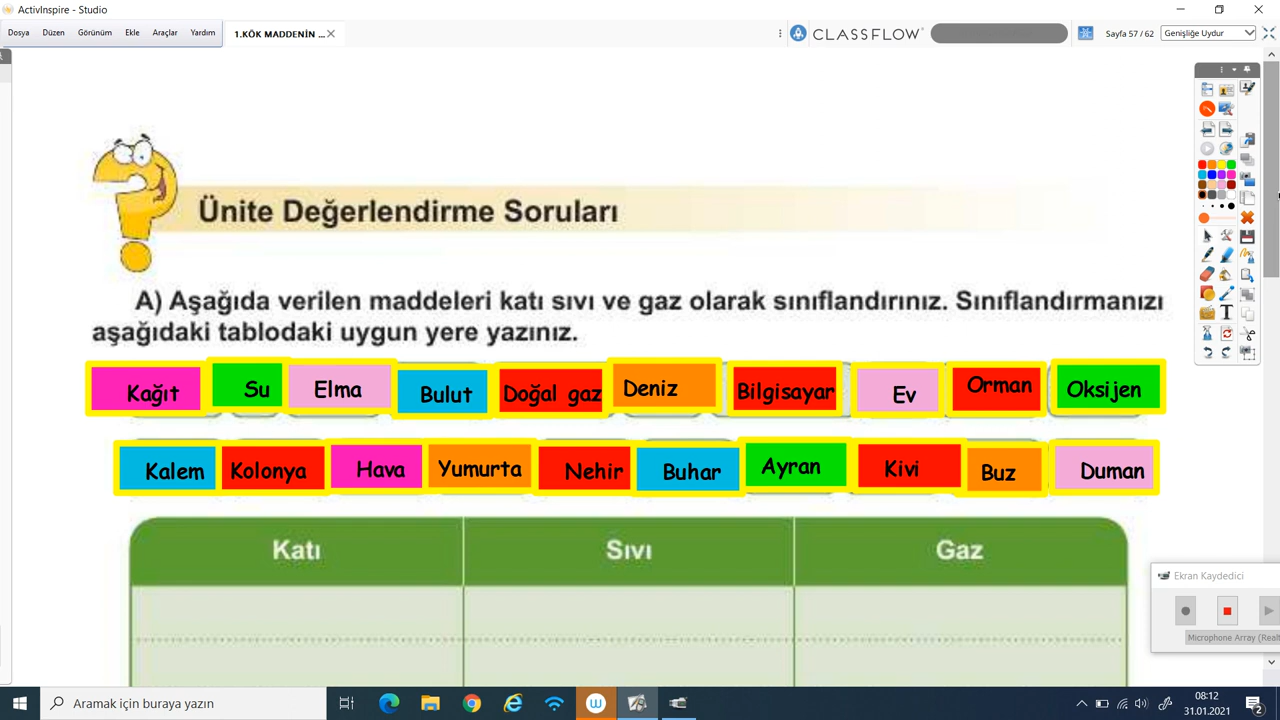 ActivInspire - Studio
Dosya Düzen Görünüm Ekle Araçlar Yardım
1.KÖK MADDENİN ...
CLASSFLOW
Sayfa 57 / 62
Genişliğe Uydur
Ünite Değerlendirme Soruları
A) Aşağıda verilen maddeleri katı sıvı ve gaz olarak sınıflandırınız. Sınıflandırmanızı
aşağıdaki tablodaki uygun yere yazınız.
Kağıt Su Elma Bulut Doğal gaz Deniz Bilgisayar Ev Orman Oksijen
Kalem Kolonya Hava Yumurta Nehir Buhar Ayran Kivi Buz Duman
Katı Sıvı Gaz
Ekran Kaydedici
Microphone Array (Realt
Aramak için buraya yazın
08:12
31.01.2021
2